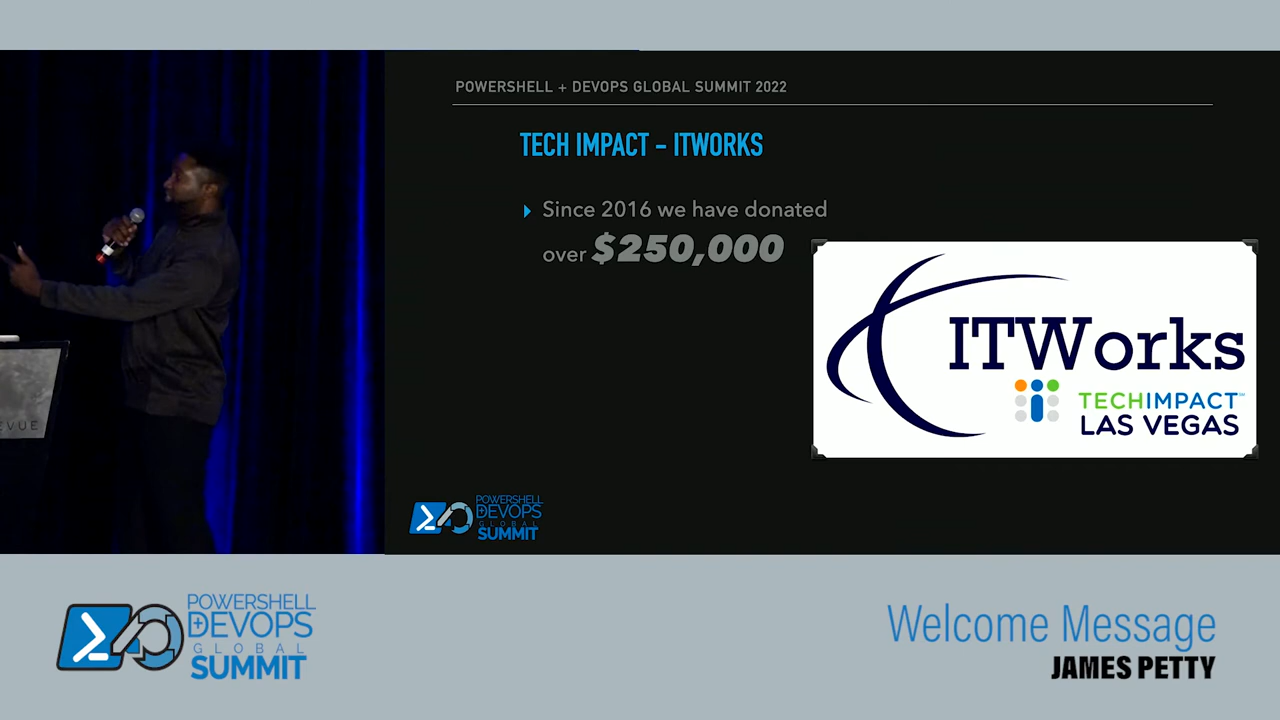 POWERSHELL + DEVOPS GLOBAL SUMMIT 2022
TECH IMPACT – ITWORKS
Since 2016 we have donated
over $250,000
ITWorks
TECHIMPACT
LAS VEGAS
POWERSHELL
+DEVOPS
GLOBAL
SUMMIT
EVUE
POWERSHELL
+DEVOPS
GLOBAL
SUMMIT
Welcome Message
JAMES PETTY